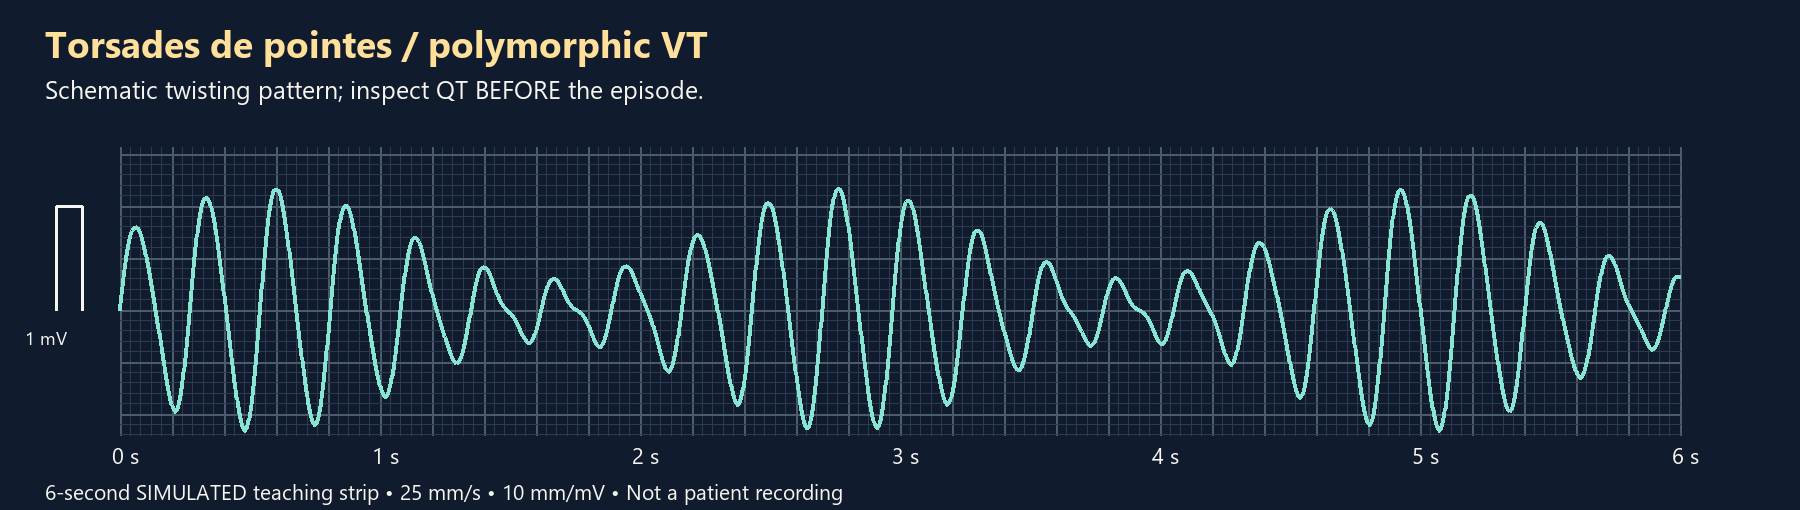 Torsades de pointes / polymorphic VT
Schematic twisting pattern; inspect QT BEFORE the episode.
1 mV
0 s 1 s 2 s 3 s 4 s 5 s 6 s
6-second SIMULATED teaching strip • 25 mm/s • 10 mm/mV • Not a patient recording